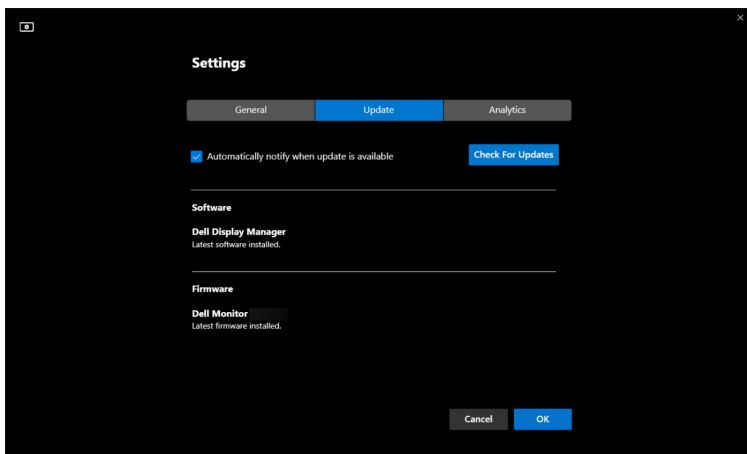 Settings
General Update Analytics
Automatically notify when update is available Check For Updates
Software
Dell Display Manager
Latest software installed.
Firmware
Dell Monitor
Latest firmware installed.
Cancel OK